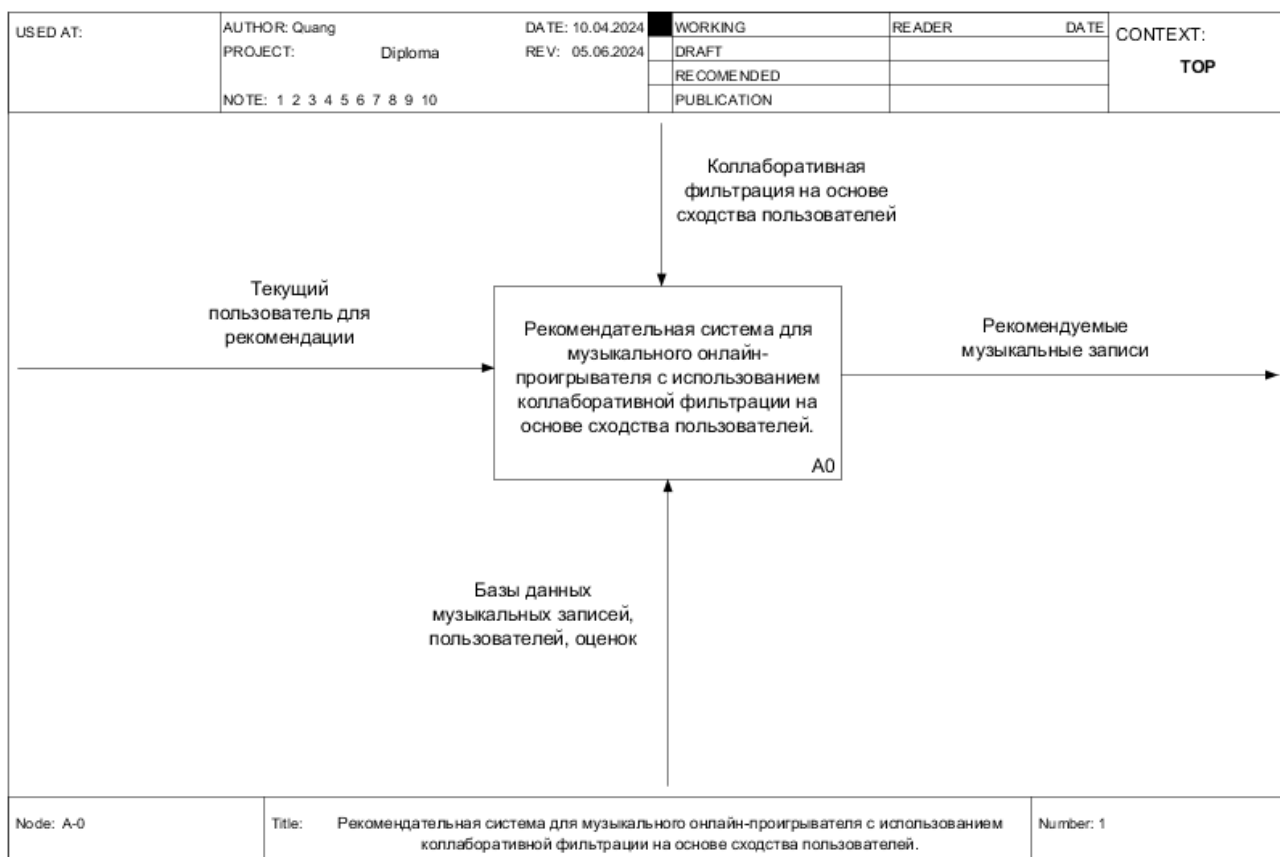 USED AT:
AUTHOR: Quang
DATE: 10.04.2024
PROJECT: Diploma
REV: 05.06.2024
NOTE: 1 2 3 4 5 6 7 8 9 10
WORKING
DRAFT
RECOMENDED
PUBLICATION
READER DATE
CONTEXT:
TOP
Коллаборативная
фильтрация на основе
сходства пользователей
Текущий
пользователь для
рекомендации
Рекомендательная система для
музыкального онлайн-
проигрывателя с использованием
коллаборативной фильтрации на
основе сходства пользователей.
A0
Рекомендуемые
музыкальные записи
Базы данных
музыкальных записей,
пользователей, оценок
Node: A-0
Title: Рекомендательная система для музыкального онлайн-проигрывателя с использованием
коллаборативной фильтрации на основе сходства пользователей.
Number: 1